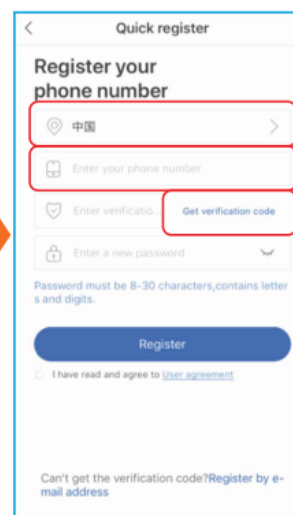 Quick register
Register your
phone number
中国
Enter your phone number
Enter verificatio...
Get verification code
Enter a new password
Password must be 8-30 characters,contains letter
s and digits.
Register
I have read and agree to User agreement
Can't get the verification code?Register by e-
mail address